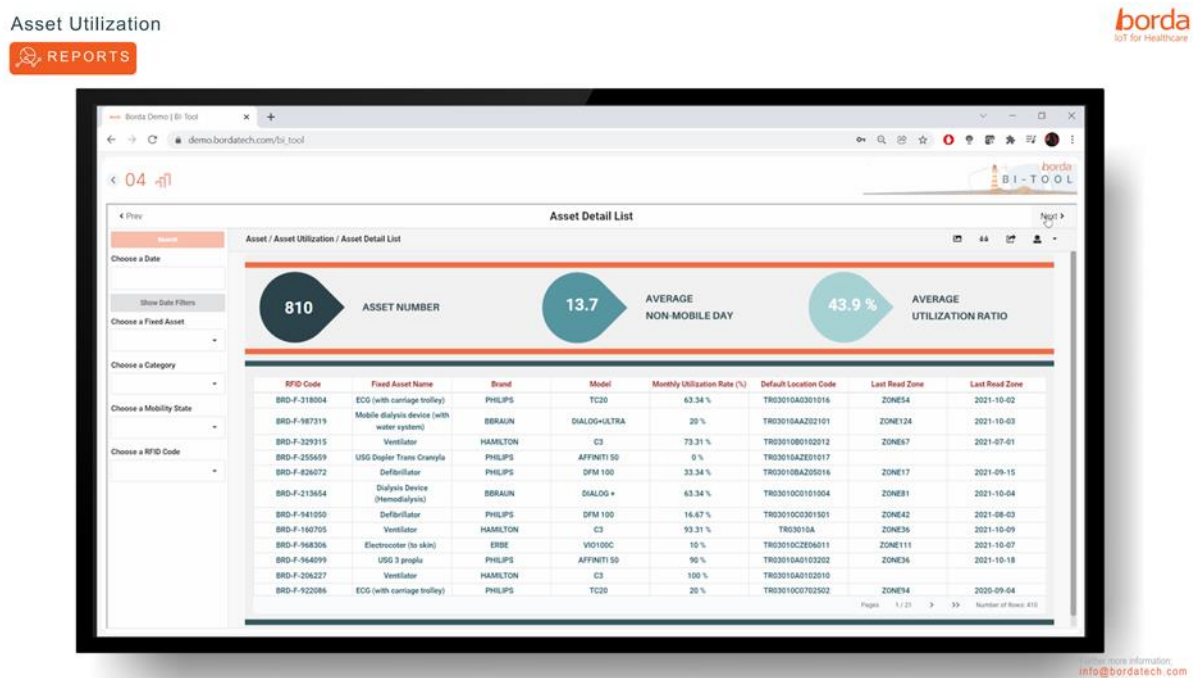 Asset Utilization
borda
IoT for Healthcare
REPORTS
Borda Demo | BI-Tool
demo.bordatech.com/bi_tool
04
borda
BI-TOOL
Prev
Asset Detail List
Next
Search
Asset / Asset Utilization / Asset Detail List
Choose a Date
Show Date Filters
Choose a Fixed Asset
Choose a Category
Choose a Mobility State
Choose a RFID Code
810 ASSET NUMBER
13.7 AVERAGE NON-MOBILE DAY
43.9 % AVERAGE UTILIZATION RATIO
RFID Code Fixed Asset Name Brand Model Monthly Utilization Rate (%) Default Location Code Last Read Zone Last Read Zone
BRD-F-318004 ECG (with carriage trolley) PHILIPS TC20 63.34 % TR03010A0301016 ZONE54 2021-10-02
BRD-F-987319 Mobile dialysis device (with water system) BBRAUN DIALOG+ULTRA 20 % TR03010AAZ02101 ZONE124 2021-10-03
BRD-F-329315 Ventilator HAMILTON C3 73.31 % TR03010B0102012 ZONE67 2021-07-01
BRD-F-255659 USG Dopler Trans Cranyla PHILIPS AFFINITI 50 0 % TR03010AZE01017
BRD-F-826072 Defibrillator PHILIPS DFM 100 33.34 % TR03010BAZ05016 ZONE17 2021-09-15
BRD-F-213654 Dialysis Device (Hemodialysis) BBRAUN DIALOG + 63.34 % TR03010C0101004 ZONE81 2021-10-04
BRD-F-941050 Defibrillator PHILIPS DFM 100 16.67 % TR03010C0301501 ZONE42 2021-08-03
BRD-F-160705 Ventilator HAMILTON C3 93.31 % TR03010A ZONE36 2021-10-09
BRD-F-968306 Electrocoter (to skin) ERBE VIO100C 10 % TR03010CZE06011 ZONE111 2021-10-07
BRD-F-964099 USG 3 propla PHILIPS AFFINITI 50 90 % TR03010A0103202 ZONE36 2021-10-18
BRD-F-206227 Ventilator HAMILTON C3 100 % TR03010A0102010
BRD-F-922086 ECG (with carriage trolley) PHILIPS TC20 20 % TR03010C0702502 ZONE94 2020-09-04
Pages 1 / 21 > >> Number of Rows: 410
Further more information;
info@bordatech.com